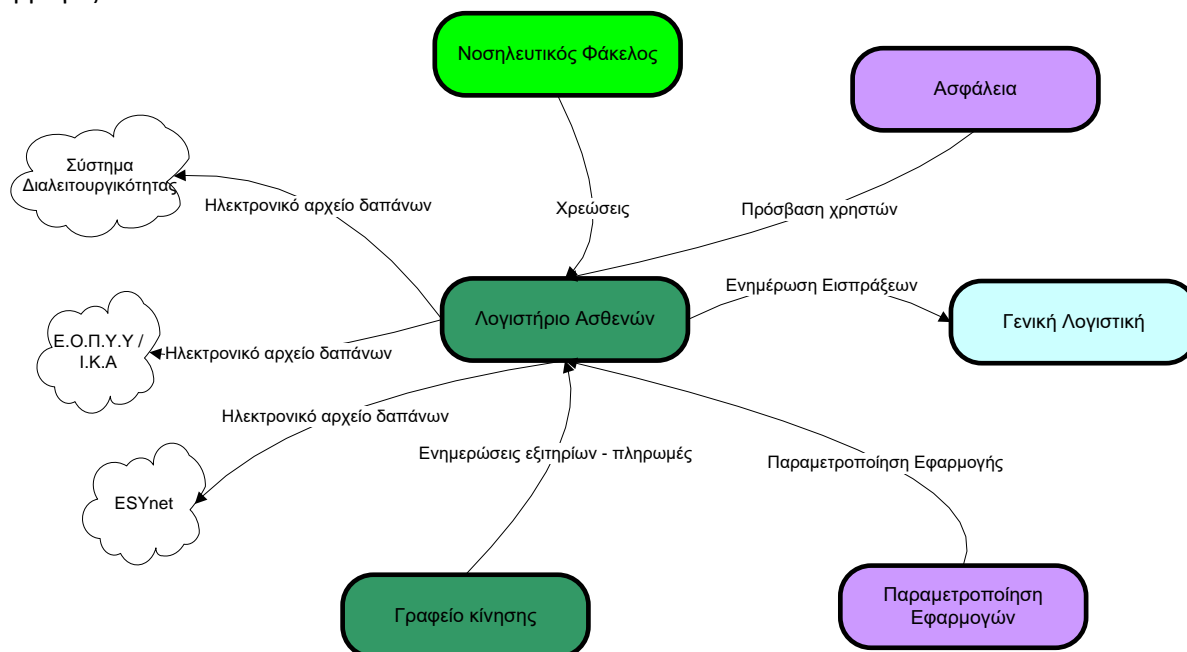 Νοσηλευτικός Φάκελος
Ασφάλεια
Σύστημα
Διαλειτουργικότητας
Ηλεκτρονικό αρχείο δαπάνων
Χρεώσεις
Πρόσβαση χρηστών
Ενημέρωση Εισπράξεων
Λογιστήριο Ασθενών
Γενική Λογιστική
Ε.Ο.Π.Υ.Υ /
Ι.Κ.Α
Ηλεκτρονικό αρχείο δαπάνων
Ηλεκτρονικό αρχείο δαπάνων
Ενημερώσεις εξιτηρίων - πληρωμές
Παραμετροποίηση Εφαρμογής
ESYnet
Γραφείο κίνησης
Παραμετροποίηση
Εφαρμογών